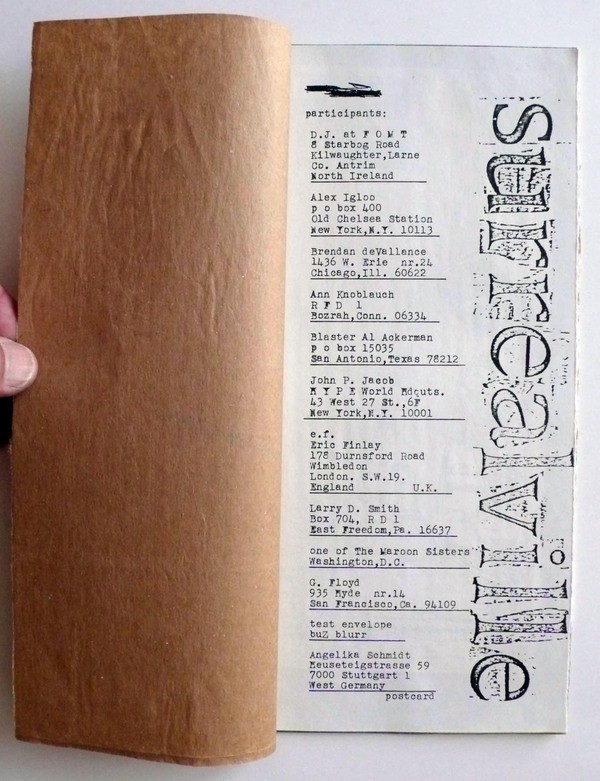 participants:
D.J. at F O M T
8 Starbog Road
Kilwaughter,Larne
Co. Antrim
North Ireland
Alex Igloo
p o box 400
Old Chelsea Station
New York,N.Y. 10113
Brendan deVallance
1436 W. Erie nr.24
Chicago,Ill. 60622
Ann Knoblauch
R F D 1
Bozrah,Conn. 06334
Blaster Al Ackerman
p o box 15035
San Antonio,Texas 78212
John P. Jacob
H Y P E World Hdquts.
43 West 27 St.,6F
New York,N.Y. 10001
e.f.
Eric Finlay
178 Durnsford Road
Wimbledon
London. S.W.19.
England U.K.
Larry D. Smith
Box 704, R D 1
East Freedom,Pa. 16637
one of The Maroon Sisters
Washington,D.C.
G. Floyd
935 Hyde nr.14
San Francisco,Ca. 94109
test envelope
buZ blurr
Angelika Schmidt
Reuseteigstrasse 59
7000 Stuttgart 1
West Germany
postcard
surrealville